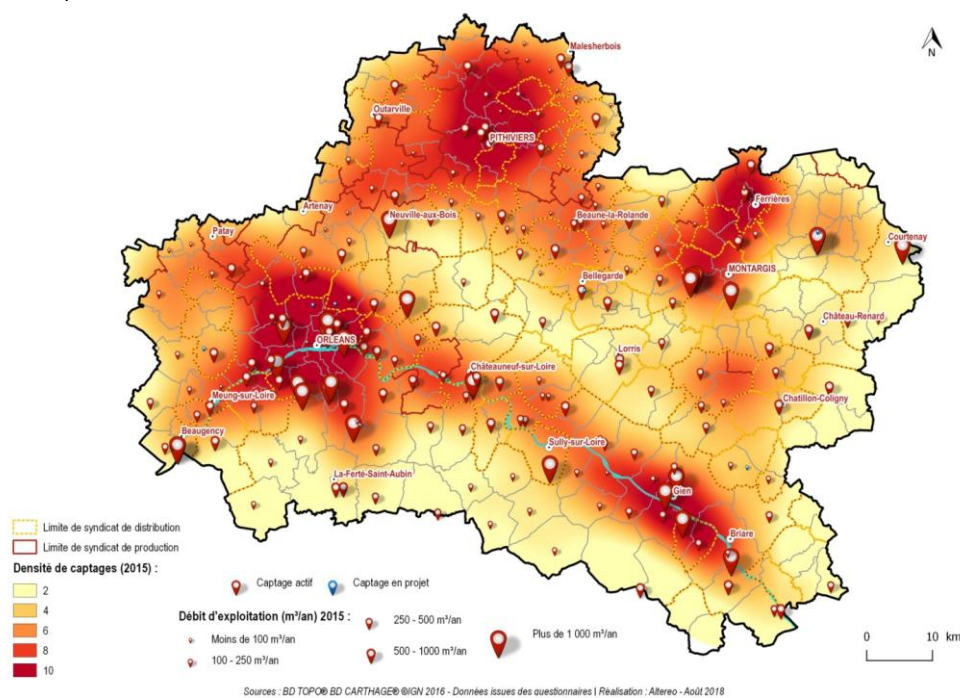 Malesherbois
N
Outarville
PITHIVIERS
Artenay
Neuville-aux-Bois
Beaune-la-Rolande
Ferrières
Patay
Courtenay
Bellegarde
MONTARGIS
Château-Renard
ORLEANS
Lorris
Châteauneuf-sur-Loire
Meung-sur-Loire
Chatillon-Coligny
Beaugency
Sully-sur-Loire
La-Ferté-Saint-Aubin
Gien
Briare
Limite de syndicat de distribution
Limite de syndicat de production
Densité de captages (2015) :
2
4
6
8
10
Captage actif
Captage en projet
Débit d'exploitation (m³/an) 2015 :
Moins de 100 m³/an
100 - 250 m³/an
250 - 500 m³/an
500 - 1000 m³/an
Plus de 1 000 m³/an
0 10 km
Sources : BD TOPO® BD CARTHAGE® @IGN 2016 - Données issues des questionnaires | Réalisation : Altereo - Août 2018